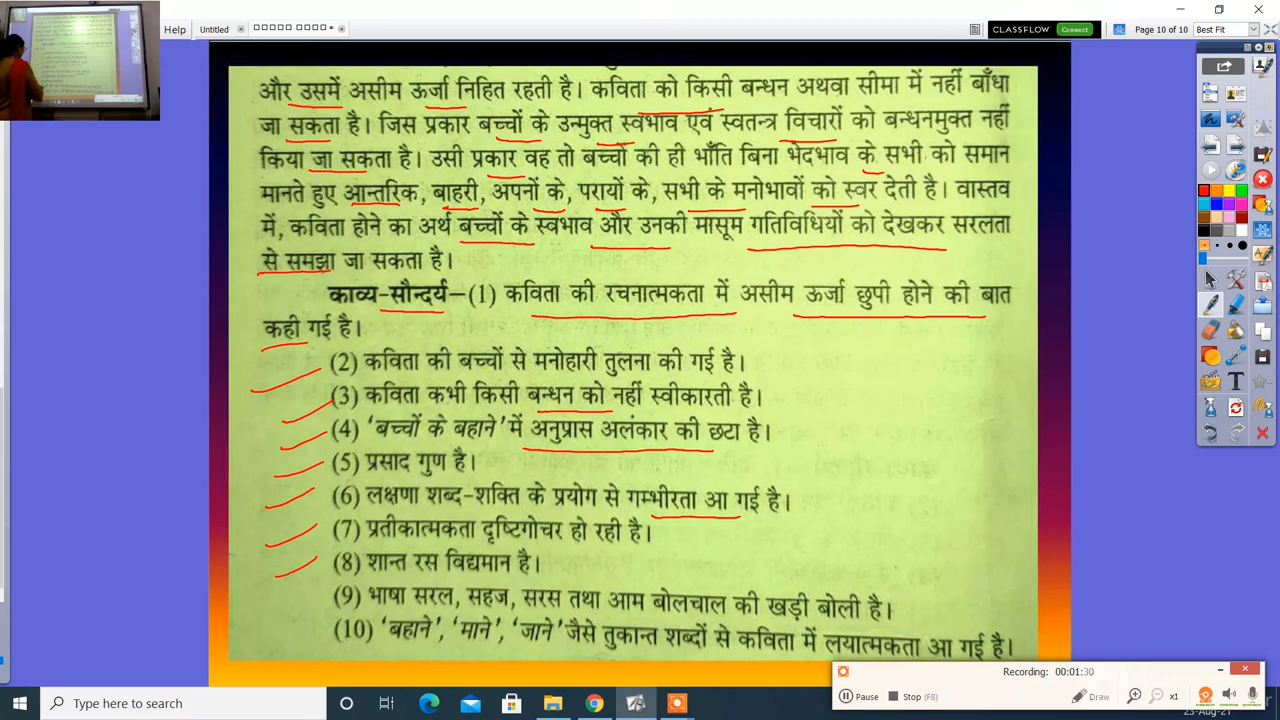 Help
Untitled
CLASSFLOW Connect
Page 10 of 10
Best Fit
और उसमें असीम ऊर्जा निहत रहती है। कविता को किसी बन्धन अथवा सीमा में नहीं बाँधा
जा सकता है। जिस प्रकार बच्चों के उन्मुक्त स्वभाव एवं स्वतन्त्र विचारों को बन्धनमुक्त नहीं
किया जा सकता है। उसी प्रकार वह तो बच्चों की ही भाँति बिना भेदभाव के सभी को समान
मानते हुए आन्तरिक, बाहरी, अपनों के, परायों के, सभी के मनोभावों को स्वर देती है। वास्तव
में, कविता होने का अर्थ बच्चों के स्वभाव और उनकी मासूम गतिविधियों को देखकर सरलता
से समझा जा सकता है।
काव्य-सौन्दर्य—(1) कविता की रचनात्मकता में असीम ऊर्जा छुपी होने की बात
कही गई है।
(2) कविता की बच्चों से मनोहारी तुलना की गई है।
(3) कविता कभी किसी बन्धन को नहीं स्वीकारती है।
(4) 'बच्चों के बहाने' में अनुप्रास अलंकार की छटा है।
(5) प्रसाद गुण है।
(6) लक्षणा शब्द-शक्ति के प्रयोग से गम्भीरता आ गई है।
(7) प्रतीकात्मकता दृष्टिगोचर हो रही है।
(8) शान्त रस विद्यमान है।
(9) भाषा सरल, सहज, सरस तथा आम बोलचाल की खड़ी बोली है।
(10) 'बहाने', 'माने', 'जाने' जैसे तुकान्त शब्दों से कविता में लयात्मकता आ गई है।
Recording: 00:01:30
Pause Stop (F8) Draw x1
Type here to search
23-Aug-21